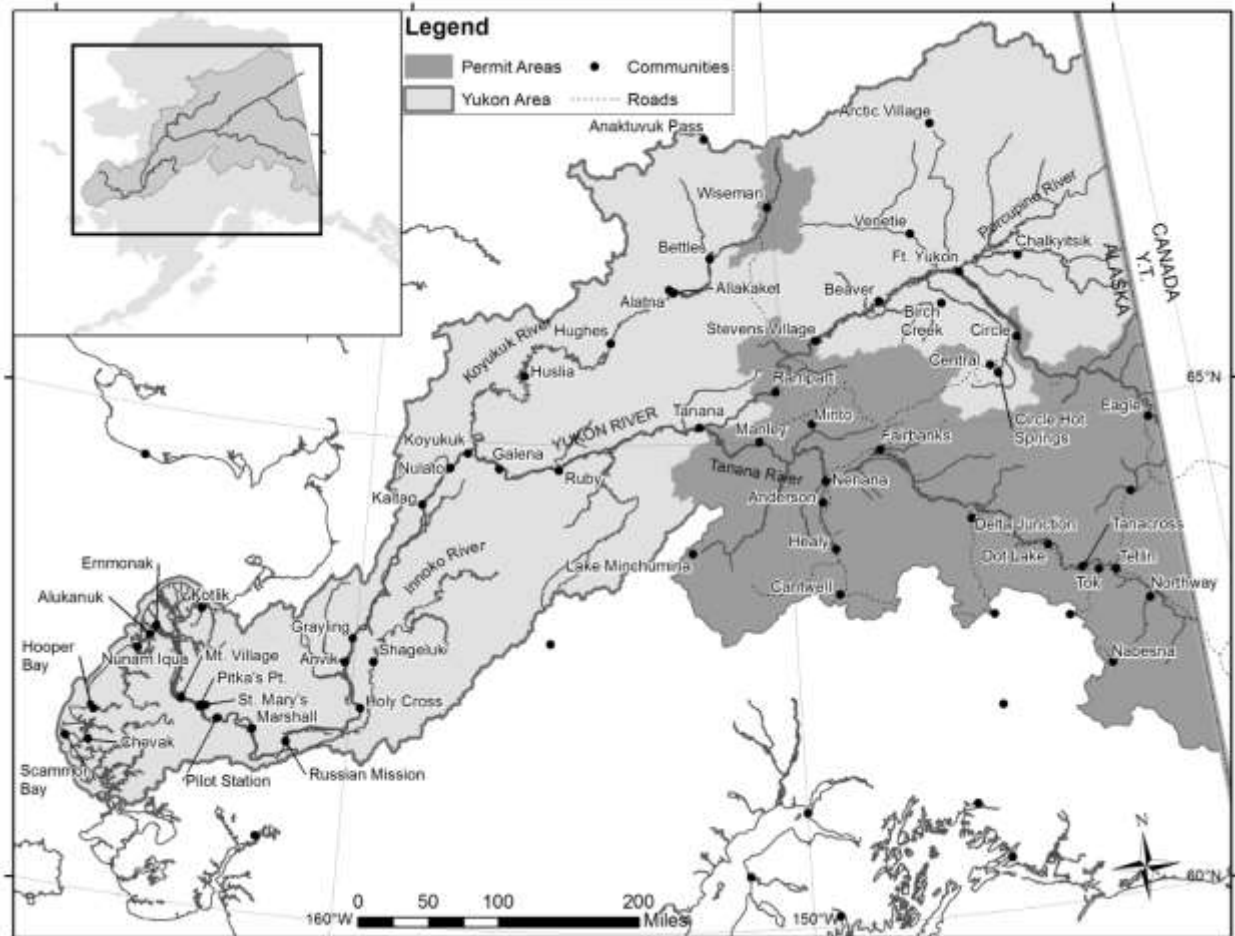 Legend
Permit Areas
Communities
Yukon Area
Roads
Anaktuvuk Pass
Arctic Village
Wiseman
Porcupine River
Venetie
Chalkyitsik
CANADA
Y.T.
ALASKA
Bettles
Ft. Yukon
Alatna
Allakaket
Beaver
Birch
Creek
Hughes
Stevens Village
Circle
Koyukuk River
Central
Huslia
Rampart
65°N
Eagle
Tanana
Minto
Circle Hot
Springs
YUKON RIVER
Manley
Fairbanks
Koyukuk
Galena
Nulato
Ruby
Tanana River
Nenana
Kaltag
Anderson
Delta Junction
Tanacross
Innoko River
Healy
Dot Lake
Tetlin
Emmonak
Lake Minchumina
Cantwell
Tok
Northway
Alukanuk
Kotlik
Grayling
Hooper
Bay
Nunam Iqua
Mt. Village
Anvik
Shageluk
Nabesna
Pitka's Pt.
St. Mary's
Holy Cross
Marshall
Chevak
Scammon
Bay
Pilot Station
Russian Mission
N
60°N
0 50 100 200
Miles
160°W
150°W